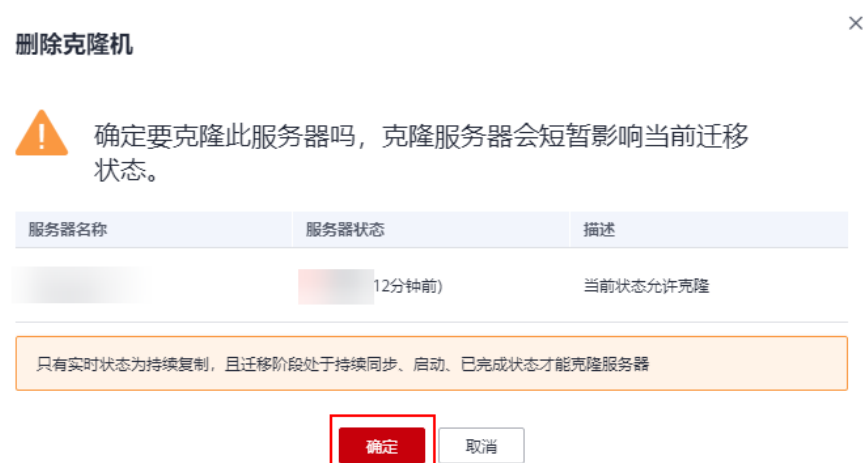 删除克隆机
确定要克隆此服务器吗，克隆服务器会短暂影响当前迁移
状态。
服务器名称 服务器状态 描述
12分钟前) 当前状态允许克隆
只有实时状态为持续复制，且迁移阶段处于持续同步、启动、已完成状态才能克隆服务器
确定 取消